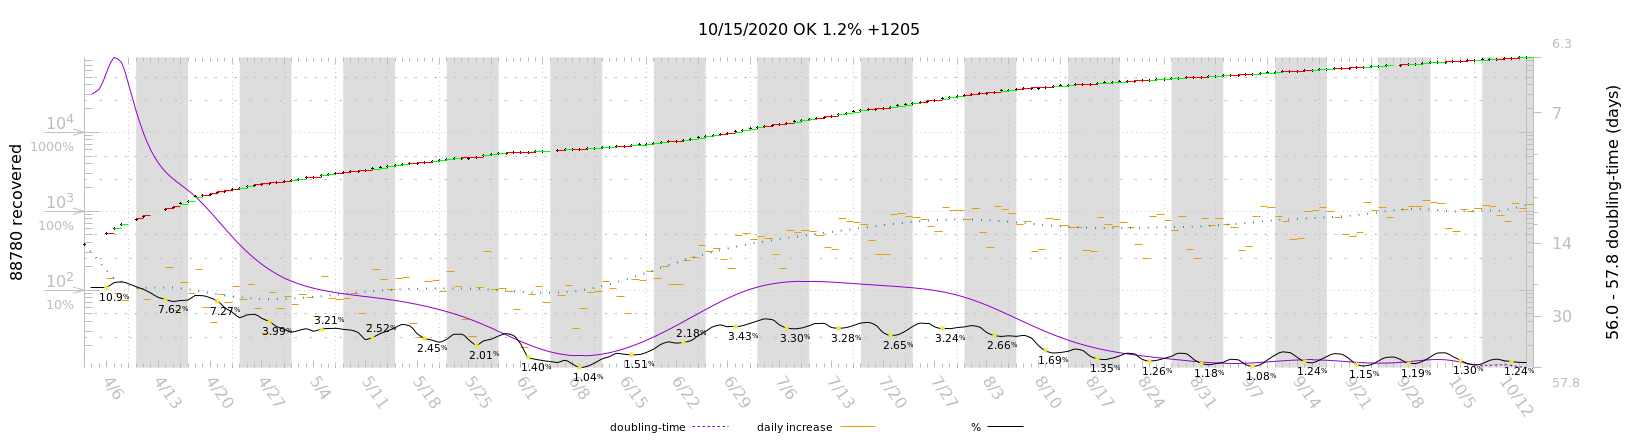 10/15/2020 OK 1.2% +1205
6.3
7
14
30
57.8
56.0 - 57.8 doubling-time (days)
88780 recovered
10⁴
1000%
10³
100%
10²
10%
10.9% 7.62% 7.27% 3.99% 3.21% 2.52% 2.45% 2.01% 1.40% 1.04% 1.51% 2.18% 3.43% 3.30% 3.28% 2.65% 3.24% 2.66% 1.69% 1.35% 1.26% 1.18% 1.08% 1.24% 1.15% 1.19% 1.30% 1.24%
4/6 4/13 4/20 4/27 5/4 5/11 5/18 5/25 6/1 6/8 6/15 6/22 6/29 7/6 7/13 7/20 7/27 8/3 8/10 8/17 8/24 8/31 9/7 9/14 9/21 9/28 10/5 10/12
doubling-time daily increase %